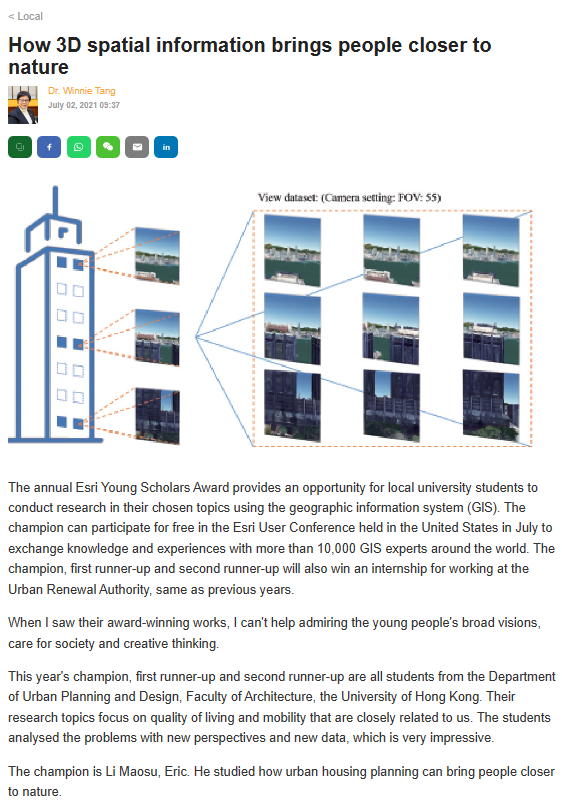 < Local
How 3D spatial information brings people closer to
nature
Dr. Winnie Tang
July 02, 2021 09:37
f
in
View dataset: (Camera setting: FOV: 55)
The annual Esri Young Scholars Award provides an opportunity for local university students to
conduct research in their chosen topics using the geographic information system (GIS). The
champion can participate for free in the Esri User Conference held in the United States in July to
exchange knowledge and experiences with more than 10,000 GIS experts around the world. The
champion, first runner-up and second runner-up will also win an internship for working at the
Urban Renewal Authority, same as previous years.
When I saw their award-winning works, I can't help admiring the young people's broad visions,
care for society and creative thinking.
This year's champion, first runner-up and second runner-up are all students from the Department
of Urban Planning and Design, Faculty of Architecture, the University of Hong Kong. Their
research topics focus on quality of living and mobility that are closely related to us. The students
analysed the problems with new perspectives and new data, which is very impressive.
The champion is Li Maosu, Eric. He studied how urban housing planning can bring people closer
to nature.